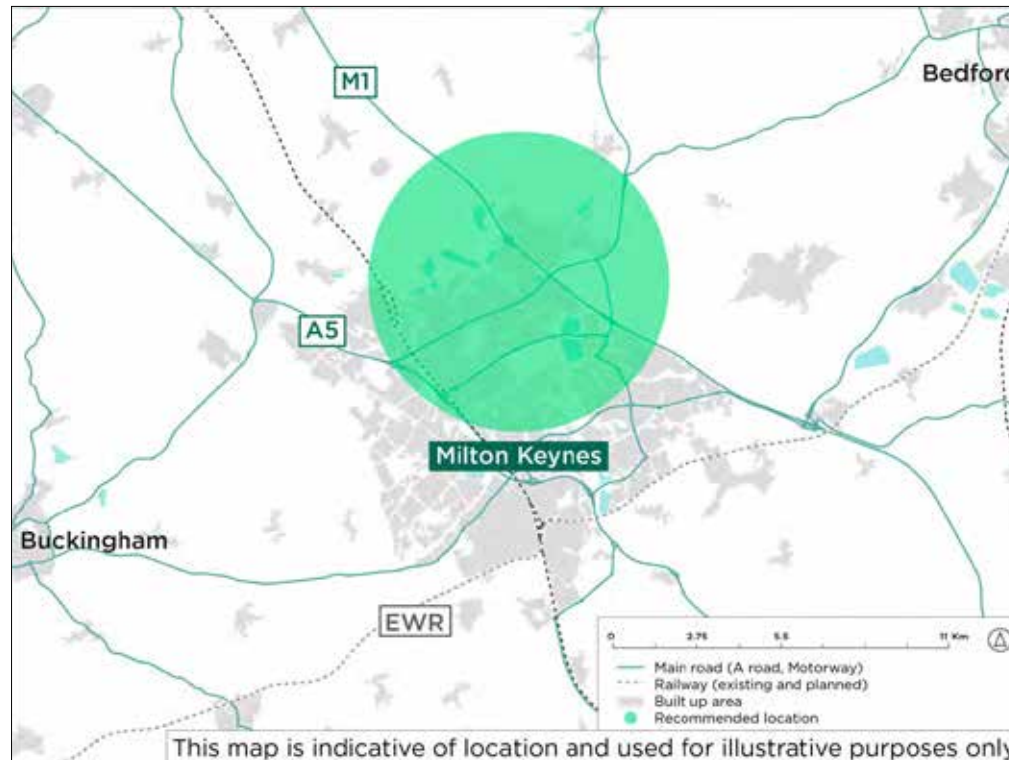 M1
Bedford
A5
Milton Keynes
Buckingham
EWR
0 2.75 5.5 11 Km
Main road (A road, Motorway)
Railway (existing and planned)
Built up area
Recommended location
This map is indicative of location and used for illustrative purposes only